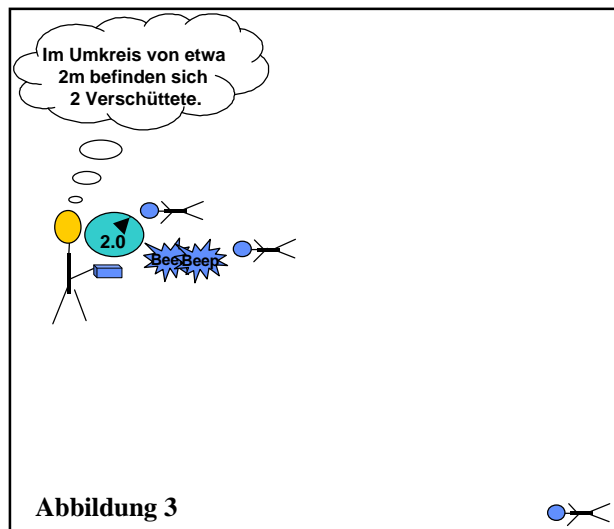 Im Umkreis von etwa
2m befinden sich
2 Verschüttete.
2.0
Bee Beep
Abbildung 3